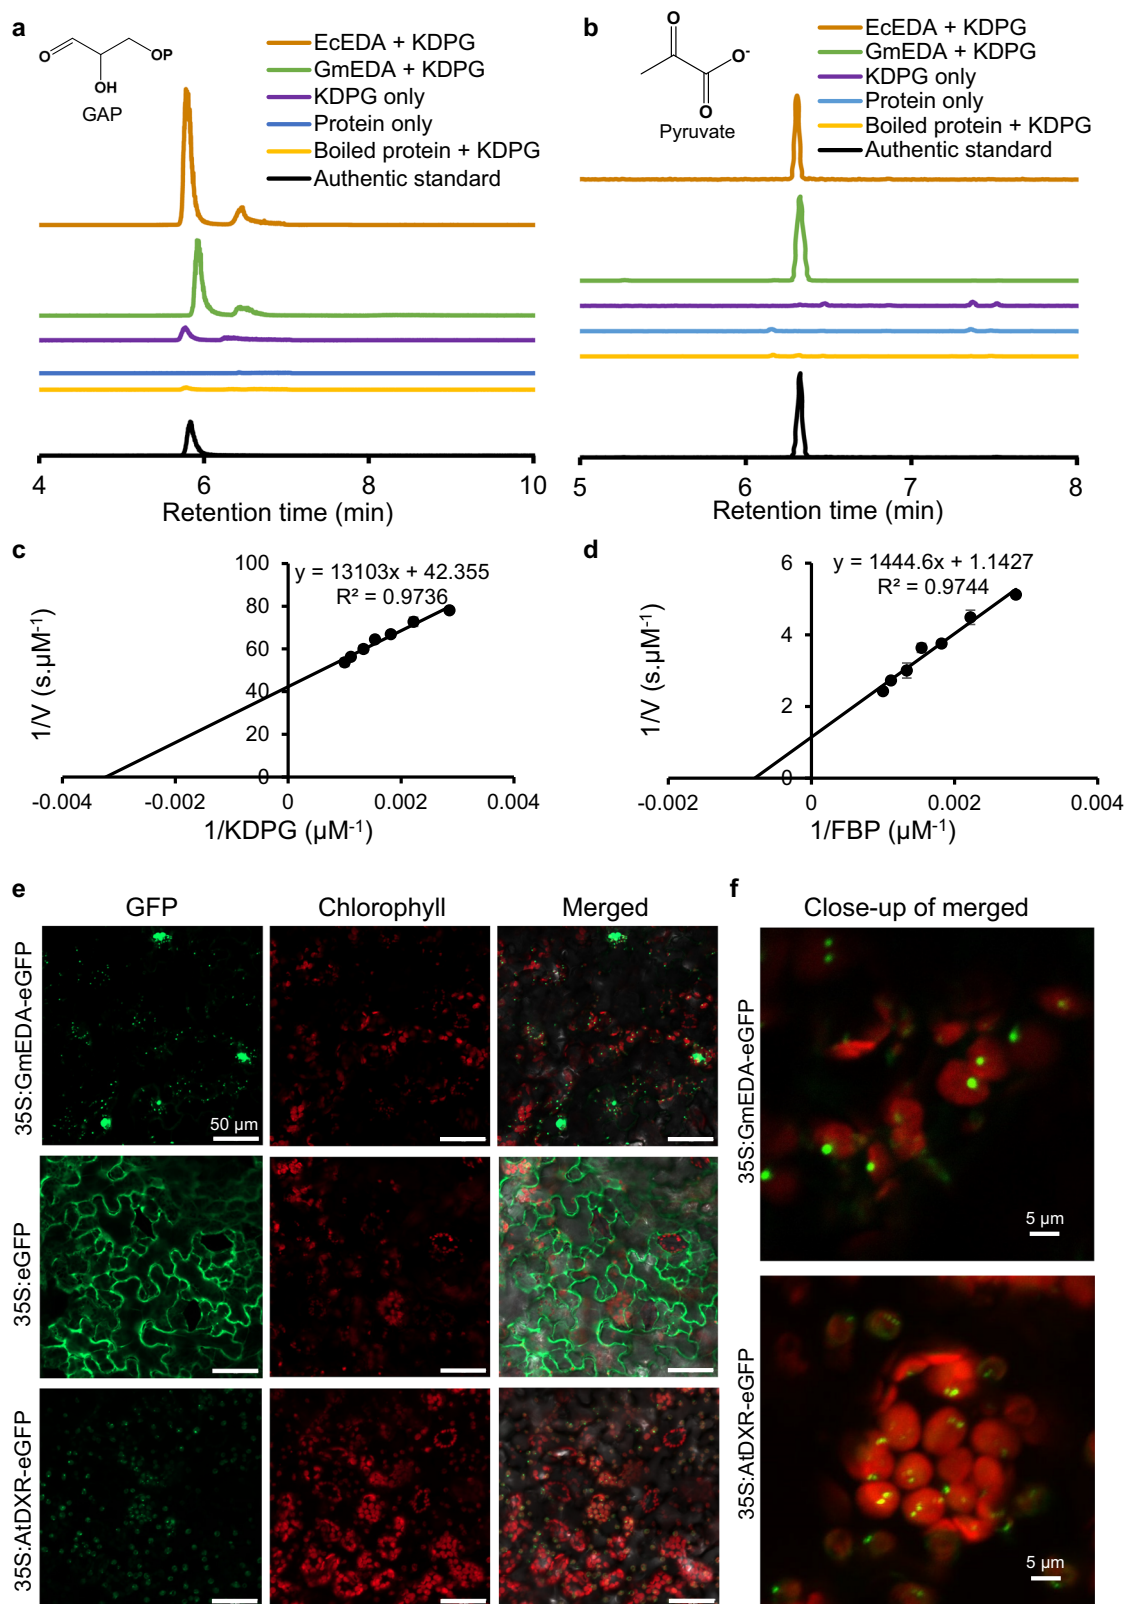 a
O
OP
OH
GAP
EcEDA + KDPG
GmEDA + KDPG
KDPG only
Protein only
Boiled protein + KDPG
Authentic standard
4
6
8
10
Retention time (min)
b
O
O-
O
Pyruvate
EcEDA + KDPG
GmEDA + KDPG
KDPG only
Protein only
Boiled protein + KDPG
Authentic standard
5
6
7
8
Retention time (min)
c
y = 13103x + 42.355
R² = 0.9736
1/V (s.µM⁻¹)
100
80
60
40
20
0
-0.004
-0.002
0
0.002
0.004
1/KDPG (µM⁻¹)
d
y = 1444.6x + 1.1427
R² = 0.9744
1/V (s.µM⁻¹)
6
4
2
0
-0.002
0
0.002
0.004
1/FBP (µM⁻¹)
e
GFP
Chlorophyll
Merged
35S:GmEDA-eGFP
50 µm
35S:eGFP
35S:AtDXR-eGFP
f
Close-up of merged
35S:GmEDA-eGFP
5 µm
35S:AtDXR-eGFP
5 µm